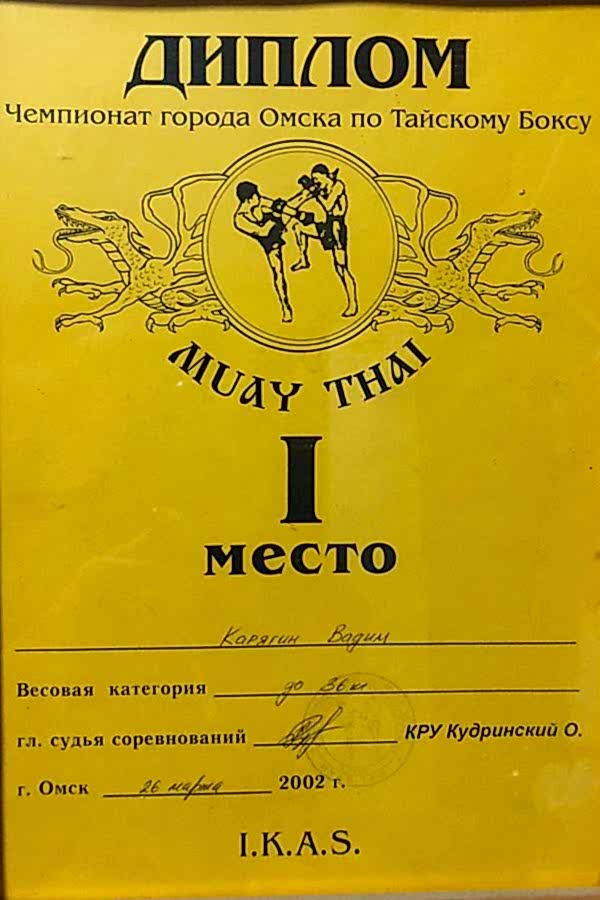 ДИПЛОМ
Чемпионат города Омска по Тайскому Боксу
MUAY THAI
I
место
Карягин Вадим
Весовая категория до 36 кг
гл. судья соревнований КРУ Кудринский О.
г. Омск 26 марта 2002 г.
I.K.A.S.